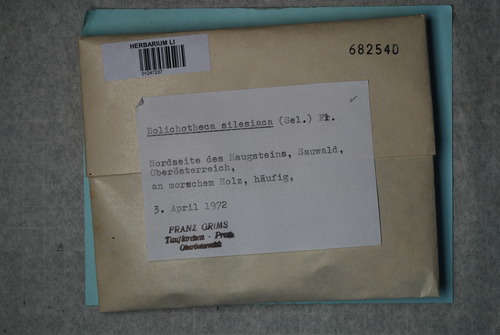 HERBARIUM LI
01247237
682540
Dolichotheca silesiaca (Sel.) Fl.
Nordseite des Haugsteins, Sauwald,
Oberösterreich,
an morschem Holz, häufig,
3. April 1972
FRANZ GRIMS
Taufkirchen - Pram
Oberösterreich